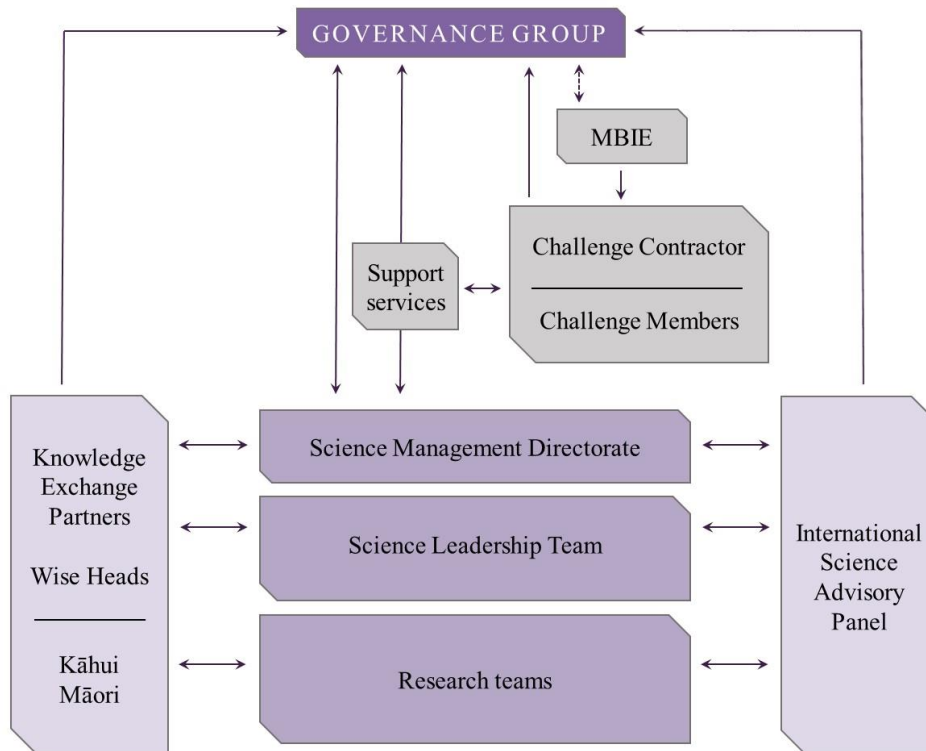 GOVERNANCE GROUP
MBIE
Challenge Contractor
Challenge Members
Support
services
Knowledge
Exchange
Partners
Wise Heads
Kāhui
Māori
Science Management Directorate
Science Leadership Team
Research teams
International
Science
Advisory
Panel